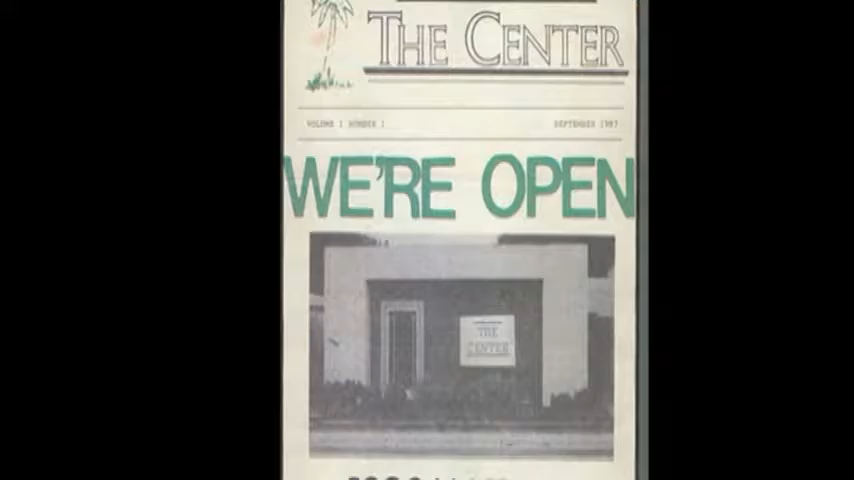 THE CENTER
VOLUME 1 NUMBER 1
SEPTEMBER 1987
WE'RE OPEN
THE
CENTER